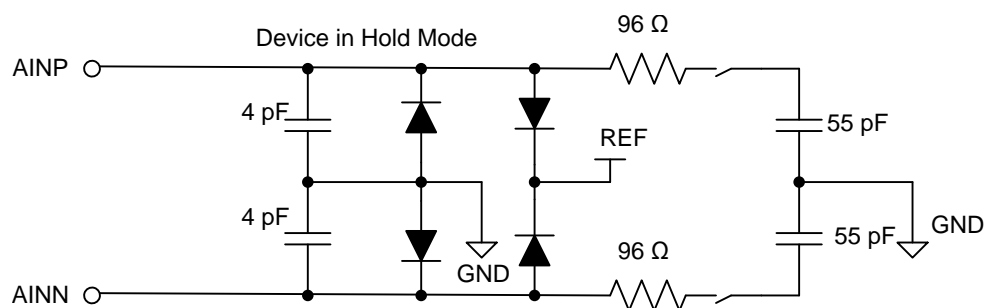 96 Ω
Device in Hold Mode
AINP
4 pF
55 pF
REF
4 pF
GND
55 pF
GND
96 Ω
AINN